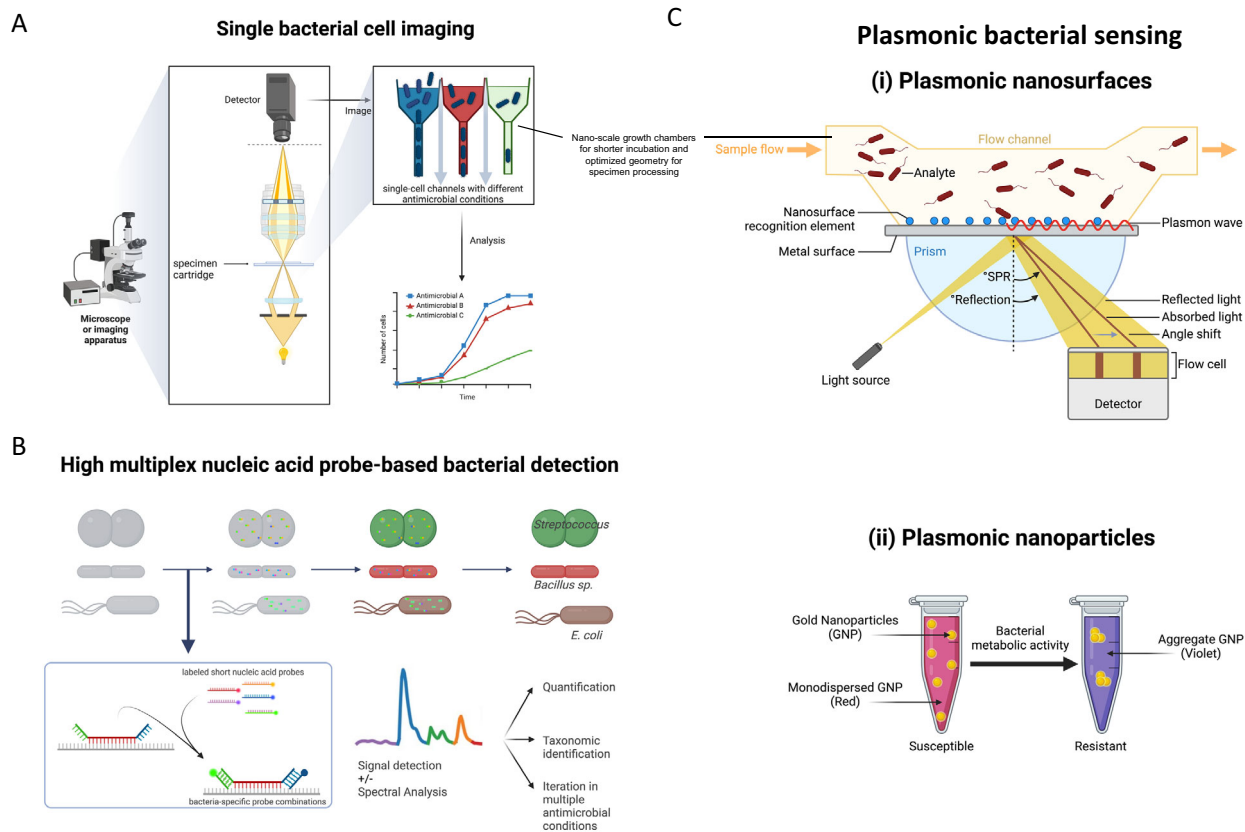 A
Single bacterial cell imaging
Detector
Image
specimen
cartridge
Microscope
or imaging
apparatus
single-cell channels with different
antimicrobial conditions
Nano-scale growth chambers
for shorter incubation and
optimized geometry for
specimen processing
Analysis
Antimicrobial A
Antimicrobial B
Antimicrobial C
Number of cells
Time
B
High multiplex nucleic acid probe-based bacterial detection
Streptococcus
Bacillus sp.
E. coli
labeled short nucleic acid probes
bacteria-specific probe combinations
Signal detection
+/-
Spectral Analysis
Quantification
Taxonomic
identification
Iteration in
multiple
antimicrobial
conditions
C
Plasmonic bacterial sensing
(i) Plasmonic nanosurfaces
Sample flow
Flow channel
Analyte
Nanosurface
recognition element
Metal surface
Plasmon wave
Prism
°SPR
°Reflection
Reflected light
Absorbed light
Angle shift
Flow cell
Light source
Detector
(ii) Plasmonic nanoparticles
Gold Nanoparticles
(GNP)
Monodispersed GNP
(Red)
Bacterial
metabolic activity
Aggregate GNP
(Violet)
Susceptible
Resistant